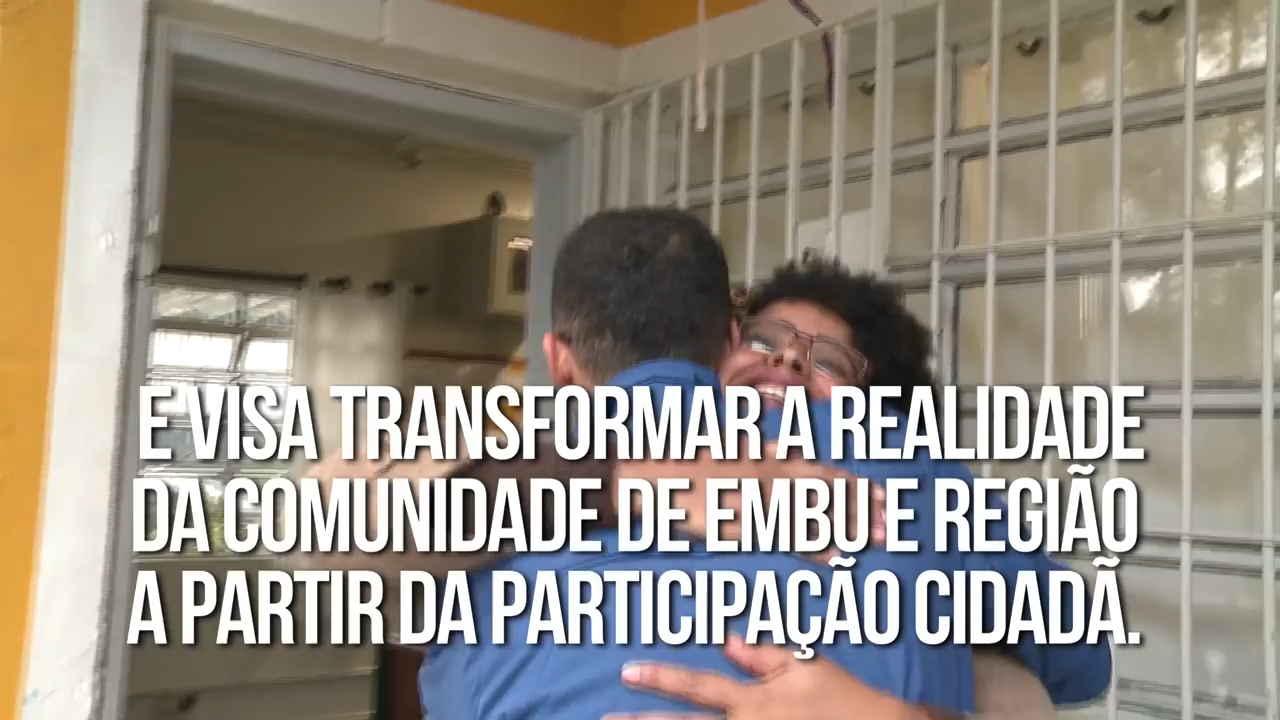 E VISA TRANSFORMAR A REALIDADE
DA COMUNIDADE DE EMBU E REGIÃO
A PARTIR DA PARTICIPAÇÃO CIDADÃ.